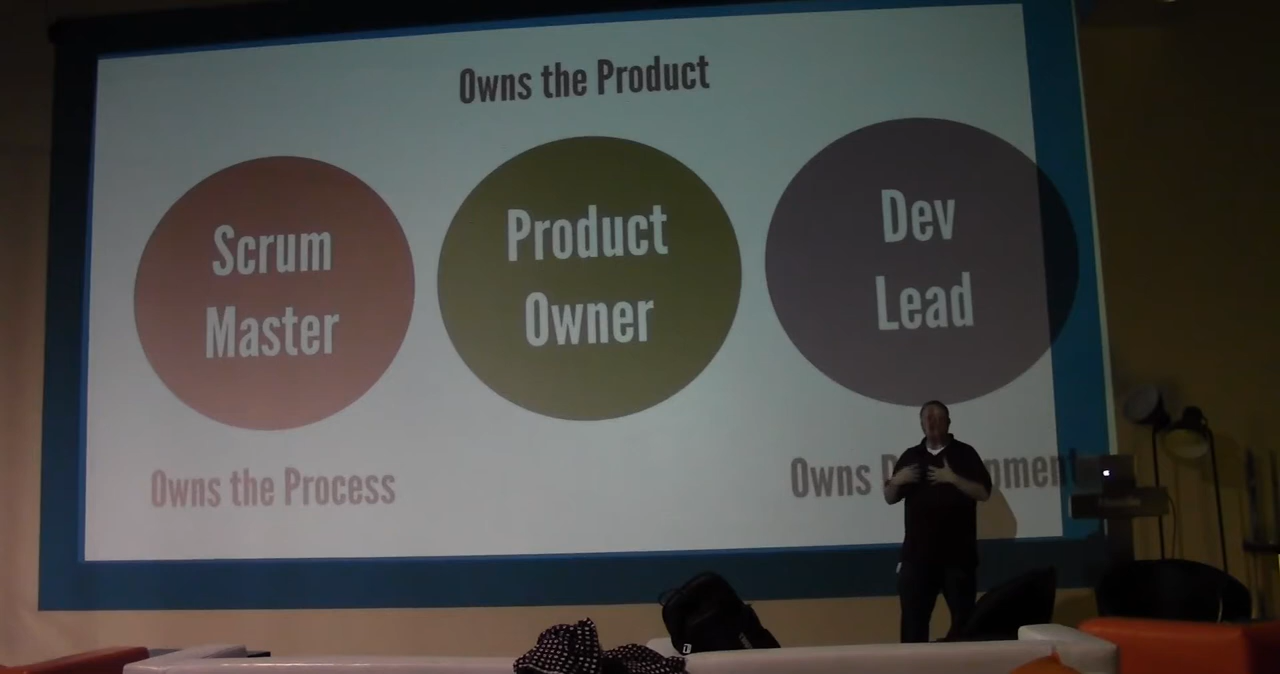 Owns the Product
Scrum
Master
Product
Owner
Dev
Lead
Owns the Process
Owns